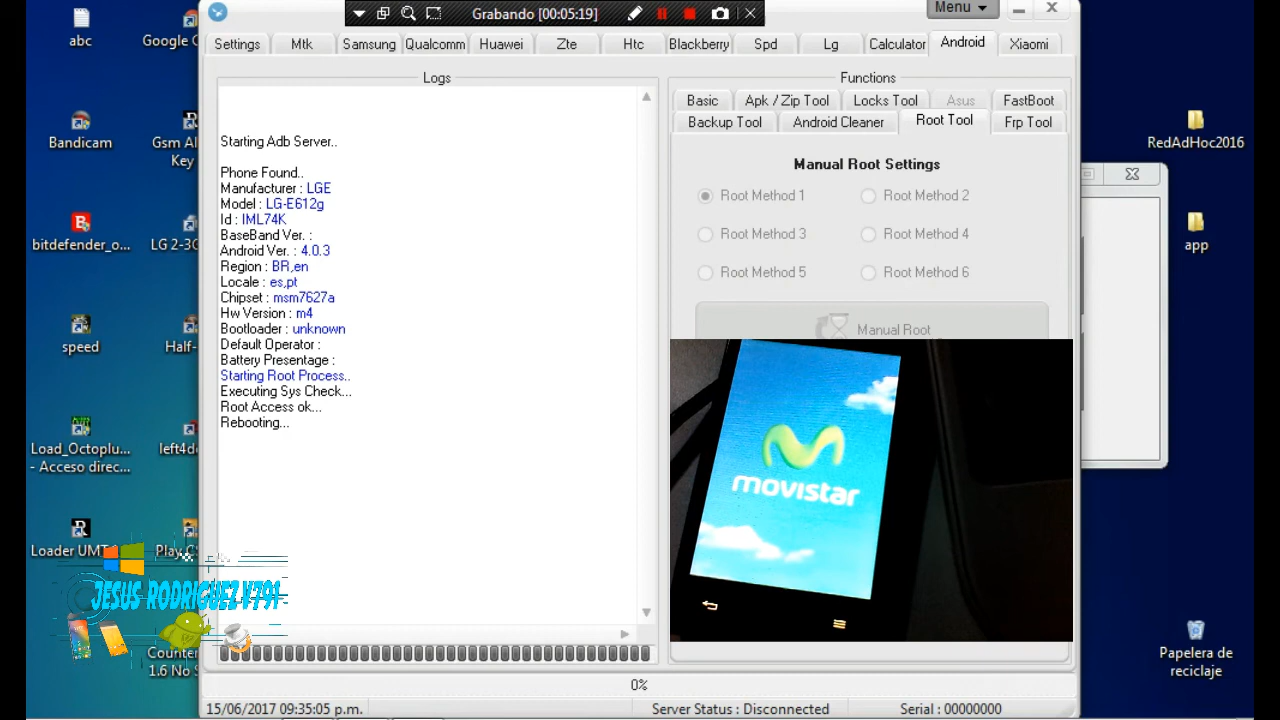 abc
Google C
Bandicam
Gsm Al
Key
bitdefender_o...
LG 2-3G
speed
Half-
Load_Octoplu...
- Acceso direc...
left4de
Loader UMT
Play C
Counter
1.6 No S
JESUS RODRIGUEZ V791
Grabando [00:05:19]
Menu
Settings
Mtk
Samsung
Qualcomm
Huawei
Zte
Htc
Blackberry
Spd
Lg
Calculator
Android
Xiaomi
Logs
Starting Adb Server..
Phone Found..
Manufacturer : LGE
Model : LG-E612g
Id : IML74K
BaseBand Ver. :
Android Ver. : 4.0.3
Region : BR,en
Locale : es,pt
Chipset : msm7627a
Hw Version : m4
Bootloader : unknown
Default Operator :
Battery Presentage :
Starting Root Process..
Executing Sys Check...
Root Access ok...
Rebooting...
Functions
Basic
Apk / Zip Tool
Locks Tool
Asus
FastBoot
Backup Tool
Android Cleaner
Root Tool
Frp Tool
Manual Root Settings
Root Method 1
Root Method 2
Root Method 3
Root Method 4
Root Method 5
Root Method 6
Manual Root
movistar
0%
15/06/2017 09:35:05 p.m.
Server Status : Disconnected
Serial : 00000000
RedAdHoc2016
app
Papelera de
reciclaje